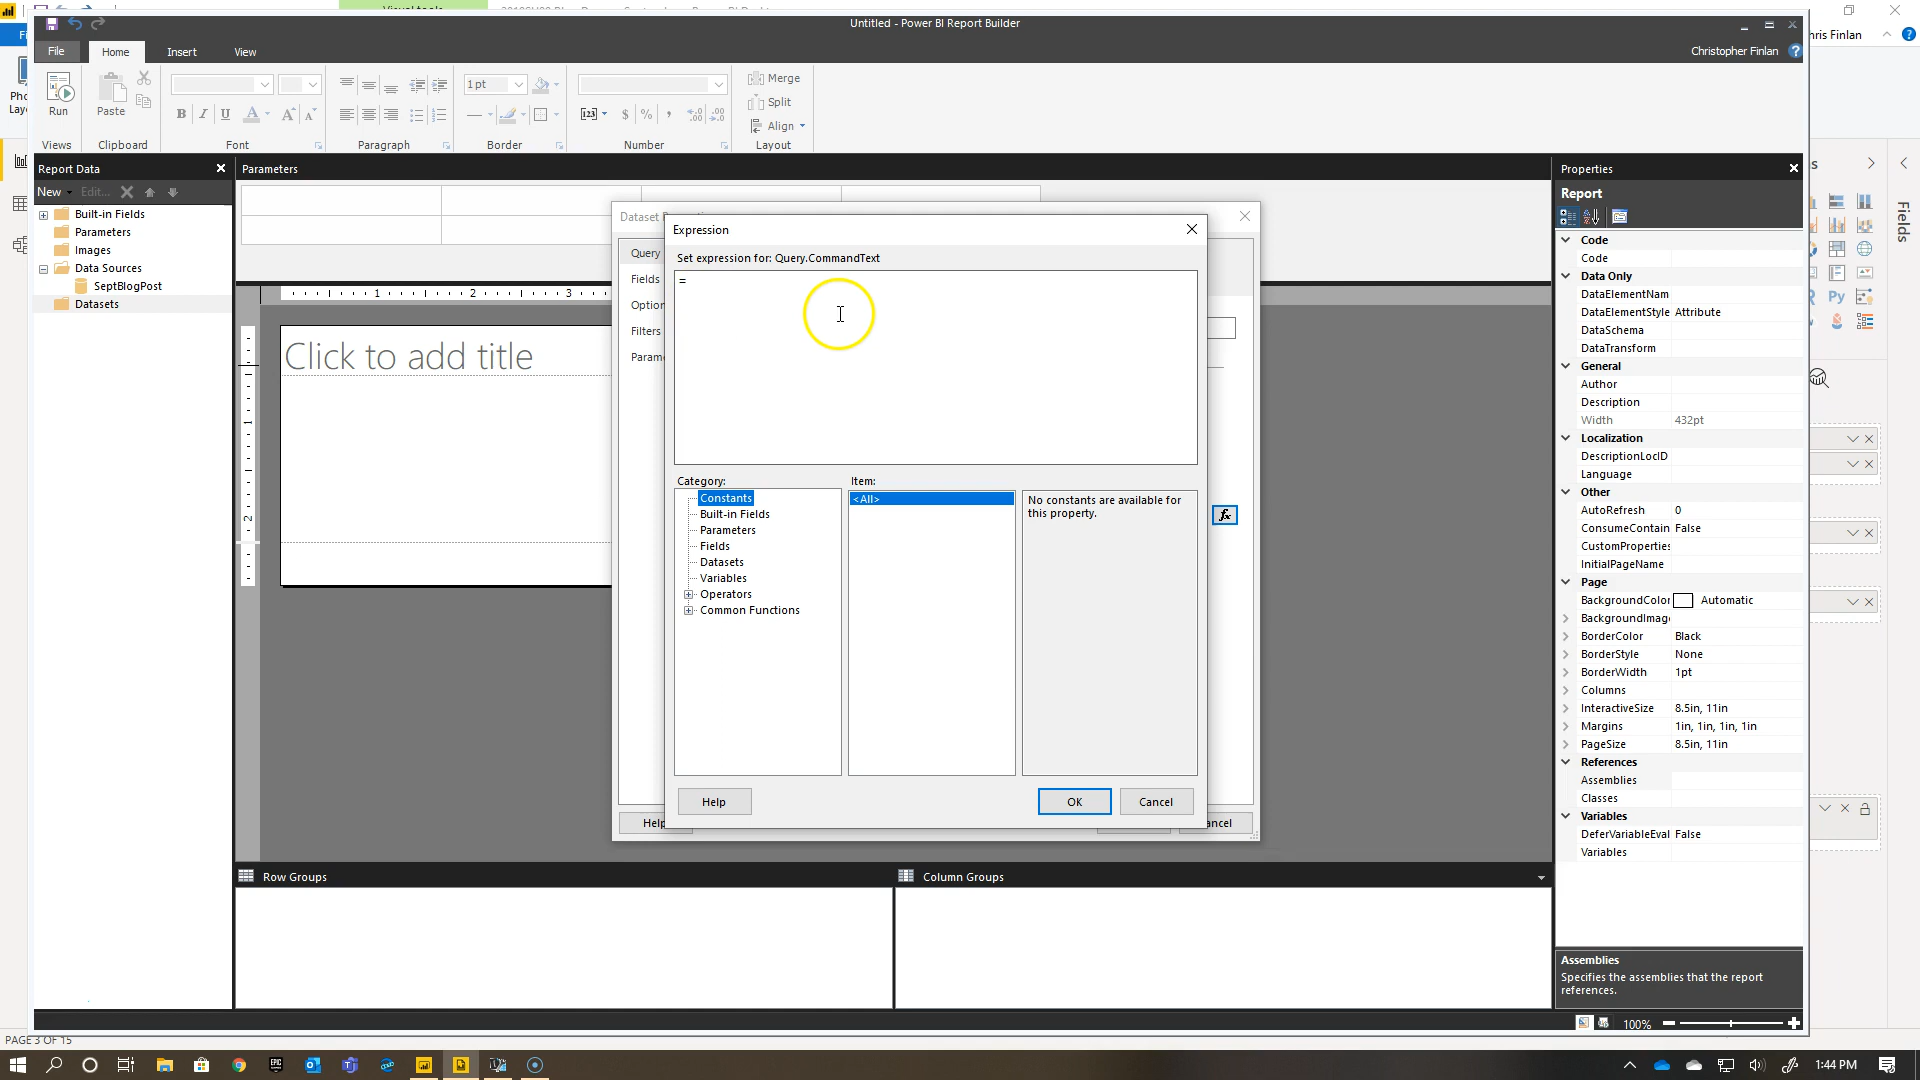 Untitled - Power BI Report Builder
hris Finlan
File
Home
Insert
View
Christopher Finlan
Run
Paste
1pt
Merge
Split
Align
Views
Clipboard
Font
Paragraph
Border
Number
Layout
Report Data
Parameters
Properties
New
Edit...
Report
Built-in Fields
Parameters
Images
Data Sources
SeptBlogPost
Datasets
Fields
Click to add title
Query
Fields
Option
Filters
Param
Help
ancel
Expression
Set expression for: Query.CommandText
=
Category:
Item:
Constants
Built-in Fields
Parameters
Fields
Datasets
Variables
Operators
Common Functions
<All>
No constants are available for
this property.
fx
Help
OK
Cancel
Code
Code
Data Only
DataElementNam
DataElementStyle Attribute
DataSchema
DataTransform
General
Author
Description
Width 432pt
Localization
DescriptionLocID
Language
Other
AutoRefresh 0
ConsumeContain False
CustomProperties
InitialPageName
Page
BackgroundColor Automatic
BackgroundImag
BorderColor Black
BorderStyle None
BorderWidth 1pt
Columns
InteractiveSize 8.5in, 11in
Margins 1in, 1in, 1in, 1in
PageSize 8.5in, 11in
References
Assemblies
Classes
Variables
DeferVariableEval False
Variables
Assemblies
Specifies the assemblies that the report
references.
Row Groups
Column Groups
100%
PAGE 3 OF 15
1:44 PM